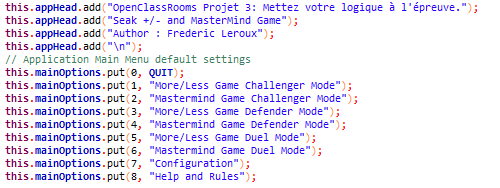 this.appHead.add("OpenClassRooms Projet 3: Mettez votre logique à l'épreuve.");
this.appHead.add("Seak +/- and MasterMind Game");
this.appHead.add("Author : Frederic Leroux");
this.appHead.add("\n");
// Application Main Menu default settings
this.mainOptions.put(0, QUIT);
this.mainOptions.put(1, "More/Less Game Challenger Mode");
this.mainOptions.put(2, "Mastermind Game Challenger Mode");
this.mainOptions.put(3, "More/Less Game Defender Mode");
this.mainOptions.put(4, "Mastermind Game Defender Mode");
this.mainOptions.put(5, "More/Less Game Duel Mode");
this.mainOptions.put(6, "Mastermind Game Duel Mode");
this.mainOptions.put(7, "Configuration");
this.mainOptions.put(8, "Help and Rules");